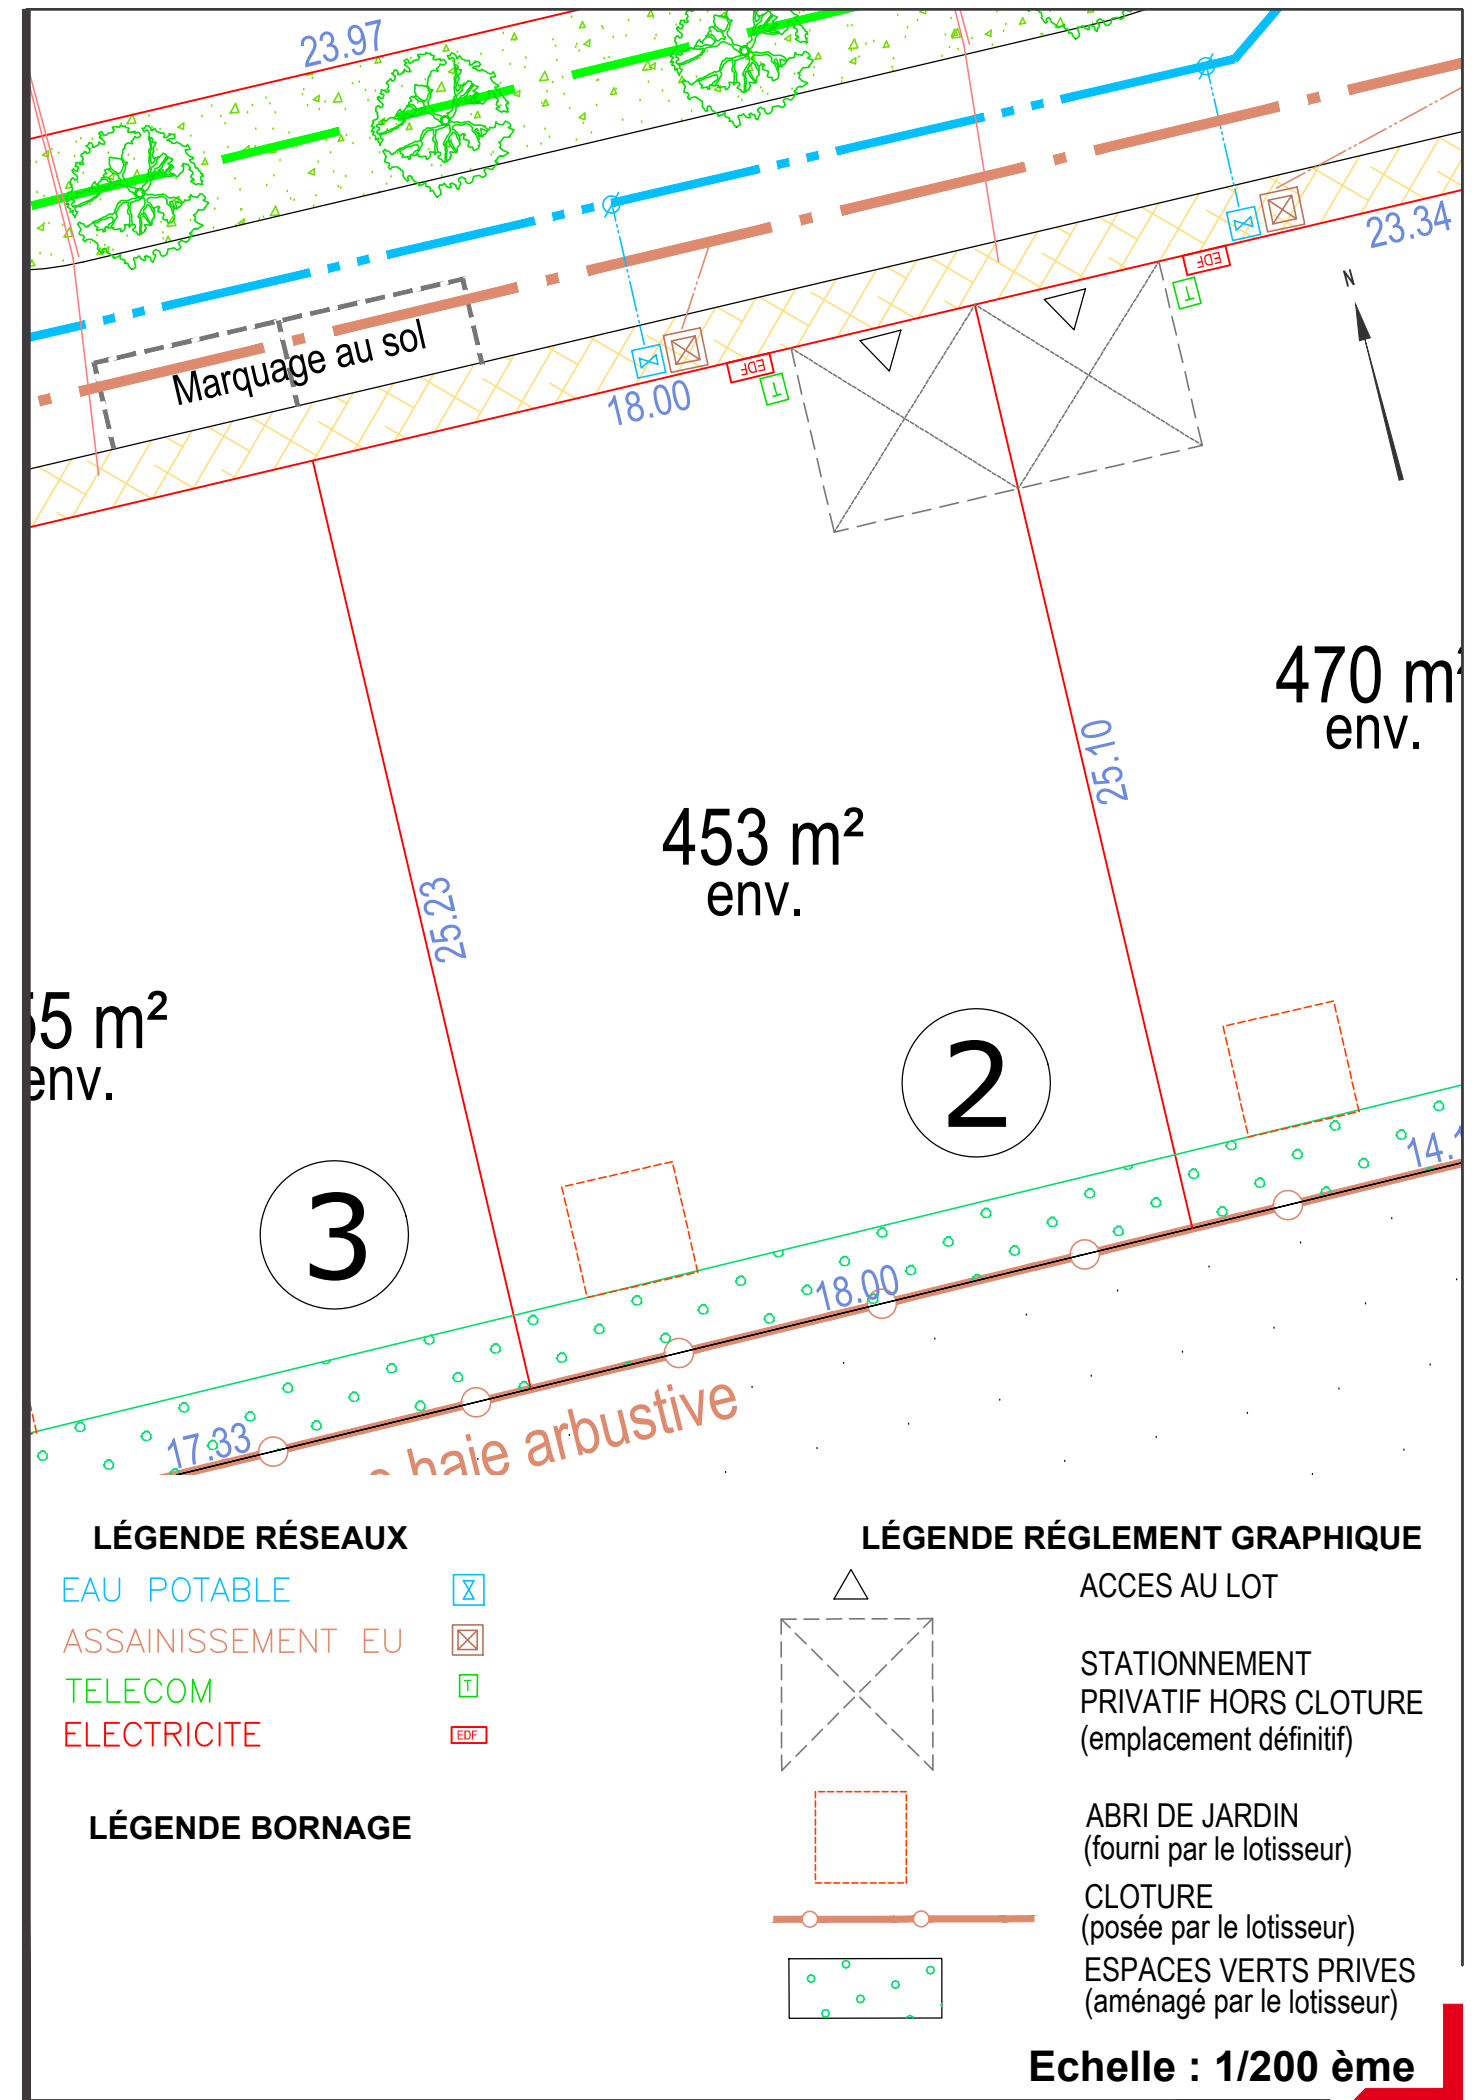 23.97
23.34
N
EDF
T
Marquage au sol
18.00
EDF
T
470 m²
env.
25.10
453 m²
env.
25.23
55 m²
env.
2
3
14.1
18.00
17.33
haie arbustive
LÉGENDE RÉSEAUX
EAU POTABLE
ASSAINISSEMENT EU
TELECOM
T
ELECTRICITE
EDF
LÉGENDE BORNAGE
LÉGENDE RÉGLEMENT GRAPHIQUE
ACCES AU LOT
STATIONNEMENT
PRIVATIF HORS CLOTURE
(emplacement définitif)
ABRI DE JARDIN
(fourni par le lotisseur)
CLOTURE
(posée par le lotisseur)
ESPACES VERTS PRIVES
(aménagé par le lotisseur)
Echelle : 1/200 ème